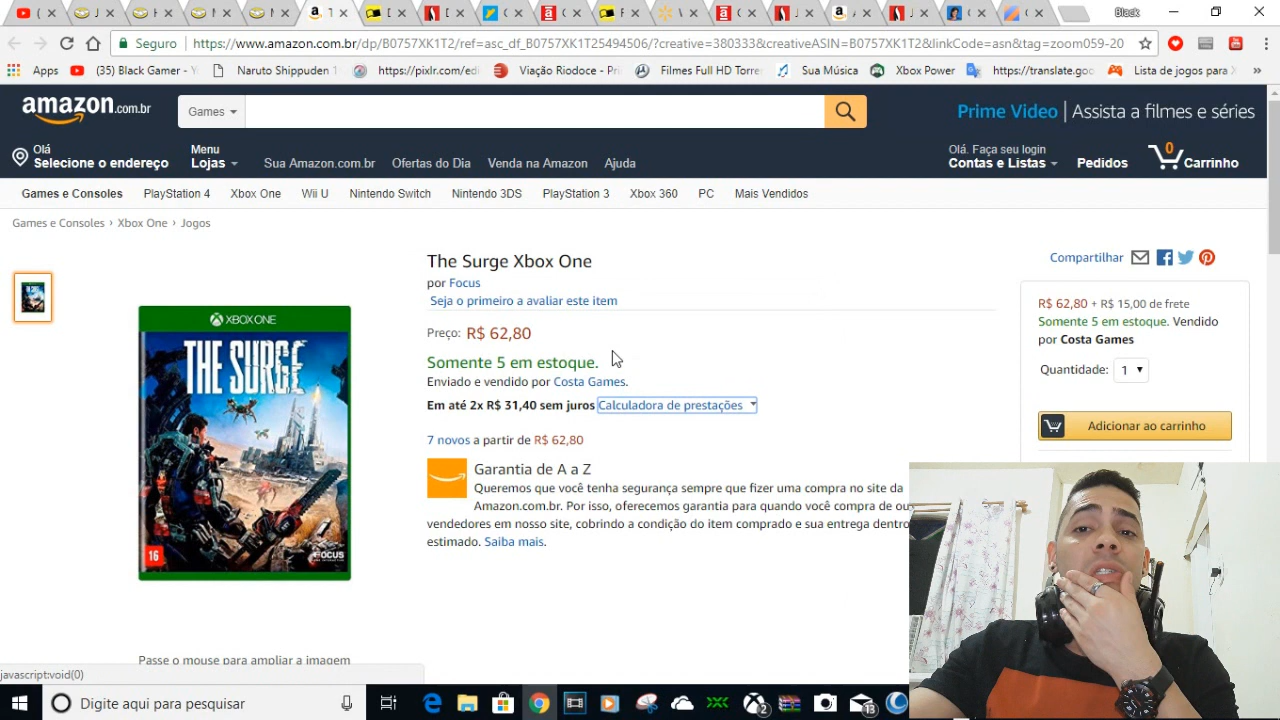 Black
Seguro
https://www.amazon.com.br/dp/B0757XK1T2/ref=asc_df_B0757XK1T25494506/?creative=380333&creativeASIN=B0757XK1T2&linkCode=asn&tag=zoom059-20
Apps
(35) Black Gamer - Y
Naruto Shippuden
https://pixlr.com/edi
Viação Riodoce - Pri
Filmes Full HD Torre
Sua Música
Xbox Power
https://translate.goo
Lista de jogos para
»
amazon.com.br
Games
Prime Video | Assista a filmes e séries
Olá
Selecione o endereço
Menu
Lojas
Sua Amazon.com.br
Ofertas do Dia
Venda na Amazon
Ajuda
Olá. Faça seu login
Contas e Listas
Pedidos
0
Carrinho
Games e Consoles
PlayStation 4
Xbox One
Wii U
Nintendo Switch
Nintendo 3DS
PlayStation 3
Xbox 360
PC
Mais Vendidos
Games e Consoles › Xbox One › Jogos
XBOX ONE
THE SURGE
16
FOCUS
Passe o mouse para ampliar a imagem
The Surge Xbox One
por Focus
Seja o primeiro a avaliar este item
Preço: R$ 62,80
Somente 5 em estoque.
Enviado e vendido por Costa Games.
Em até 2x R$ 31,40 sem juros Calculadora de prestações
7 novos a partir de R$ 62,80
Garantia de A a Z
Queremos que você tenha segurança sempre que fizer uma compra no site da
Amazon.com.br. Por isso, oferecemos garantia para quando você compra de ou
vendedores em nosso site, cobrindo a condição do item comprado e sua entrega dentro
estimado. Saiba mais.
Compartilhar
R$ 62,80 + R$ 15,00 de frete
Somente 5 em estoque. Vendido
por Costa Games
Quantidade: 1
Adicionar ao carrinho
javascript:void(0)
Digite aqui para pesquisar
2
13